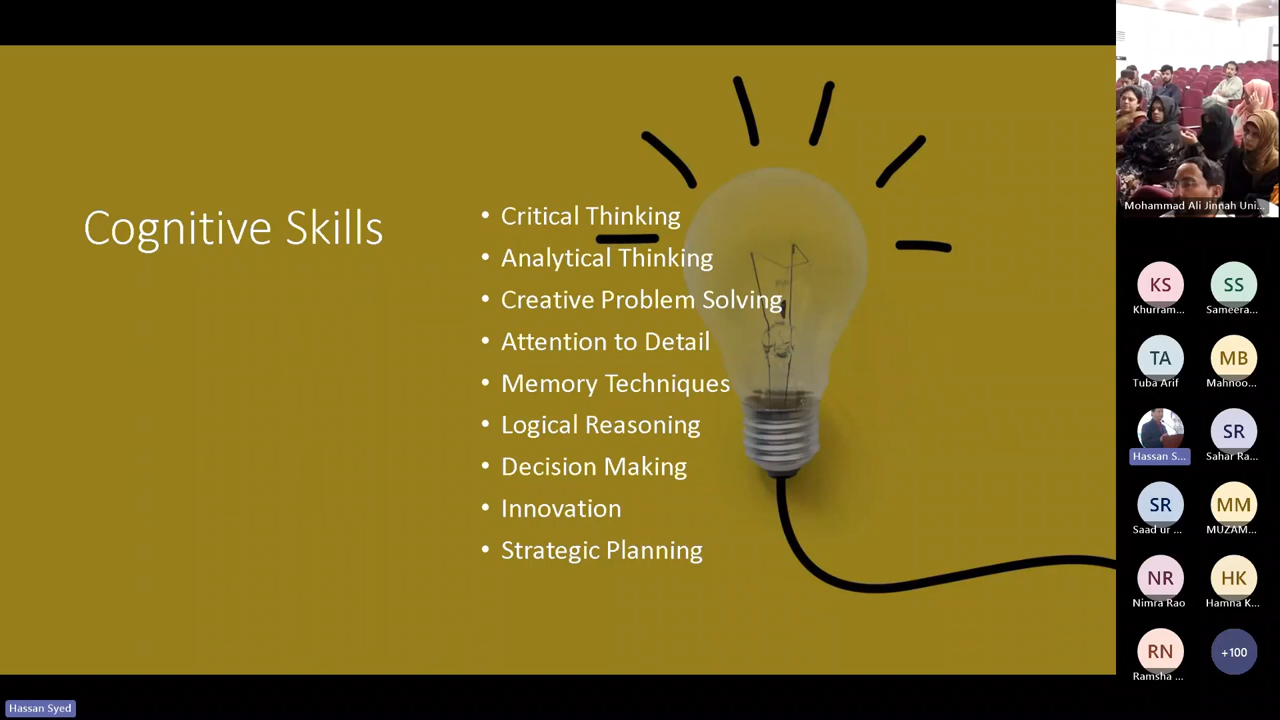 Cognitive Skills
• Critical Thinking
• Analytical Thinking
• Creative Problem Solving
• Attention to Detail
• Memory Techniques
• Logical Reasoning
• Decision Making
• Innovation
• Strategic Planning
Mohammad Ali Jinnah Uni...
KS SS
Khurram... Sameera...
TA MB
Tuba Arif Mahnoo...
SR
Hassan S... Sahar Ra...
SR MM
Saad ur ... MUZAM...
NR HK
Nimra Rao Hamna K...
RN +100
Ramsha ...
Hassan Syed